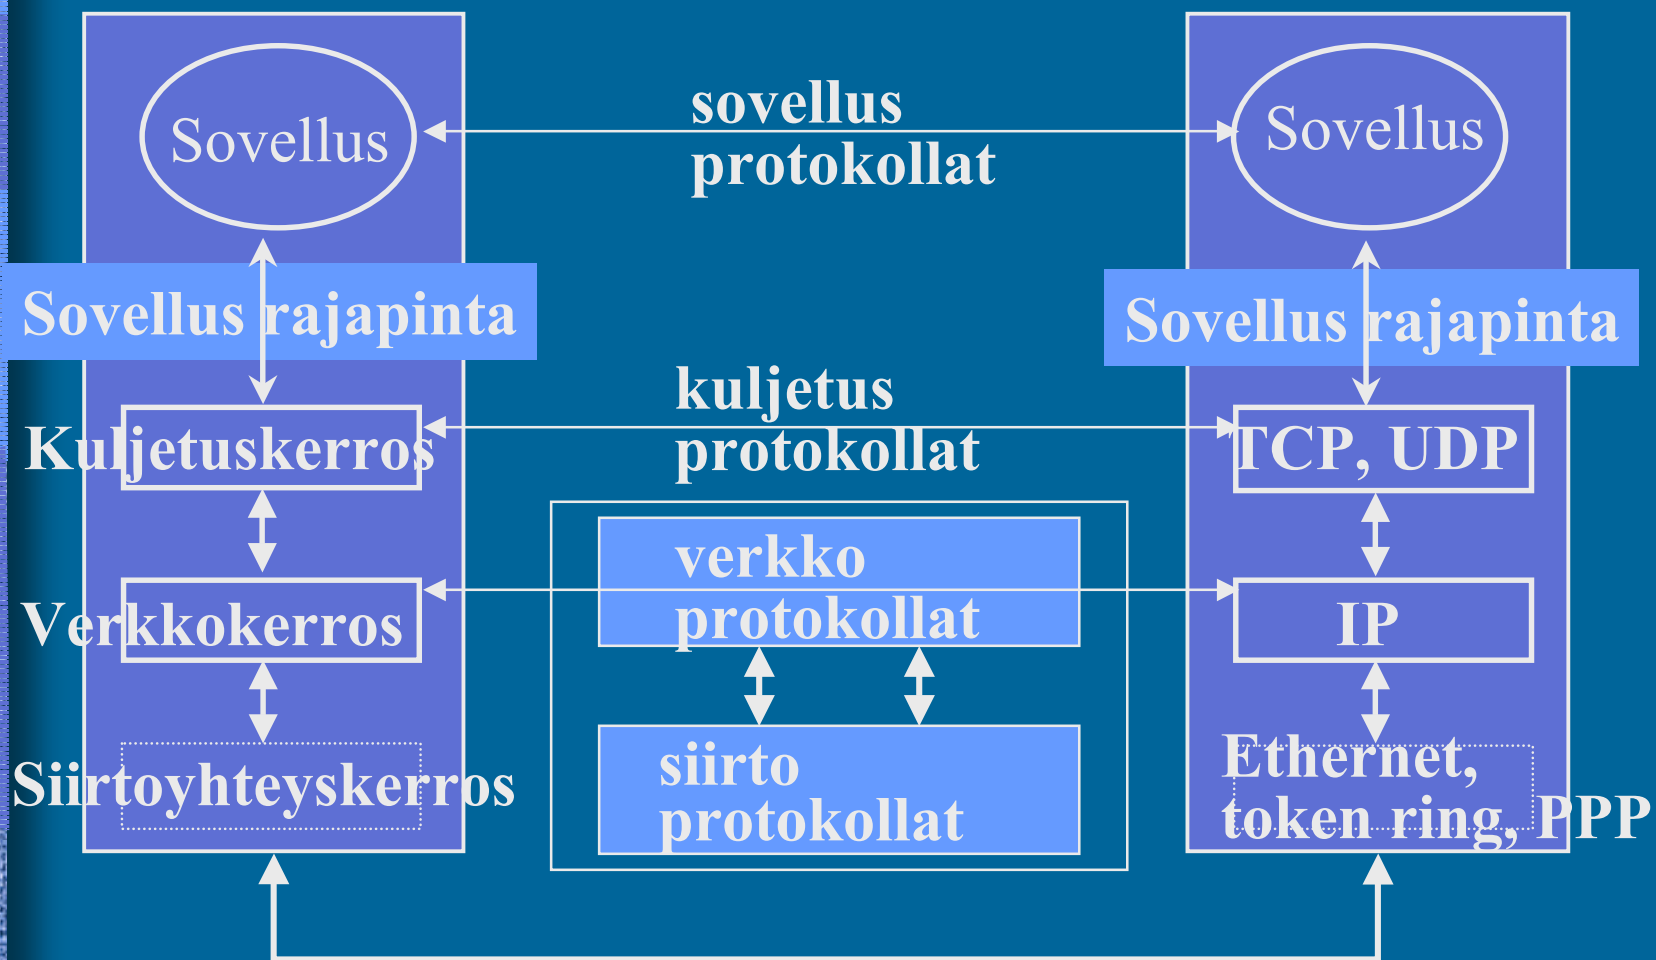 Sovellus
sovellus
protokollat
Sovellus
Sovellus rajapinta
Sovellus rajapinta
kuljetus
protokollat
Kuljetuskerros
TCP, UDP
verkko
protokollat
Verkkokerros
IP
Siirtoyhteyskerros
siirto
protokollat
Ethernet,
token ring, PPP